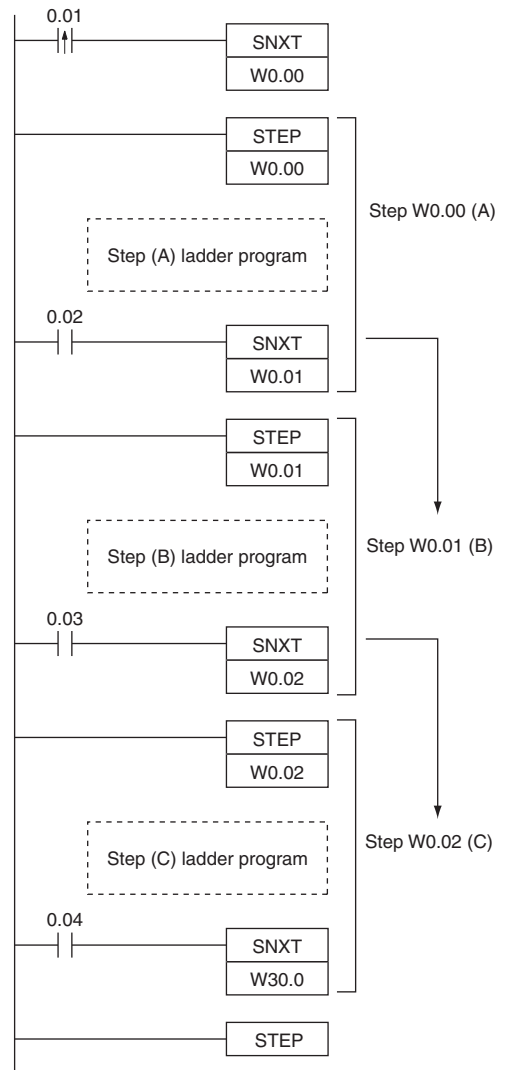 0.01
SNXT
W0.00
STEP
W0.00
Step W0.00 (A)
Step (A) ladder program
0.02
SNXT
W0.01
STEP
W0.01
Step W0.01 (B)
Step (B) ladder program
0.03
SNXT
W0.02
STEP
W0.02
Step W0.02 (C)
Step (C) ladder program
0.04
SNXT
W30.0
STEP